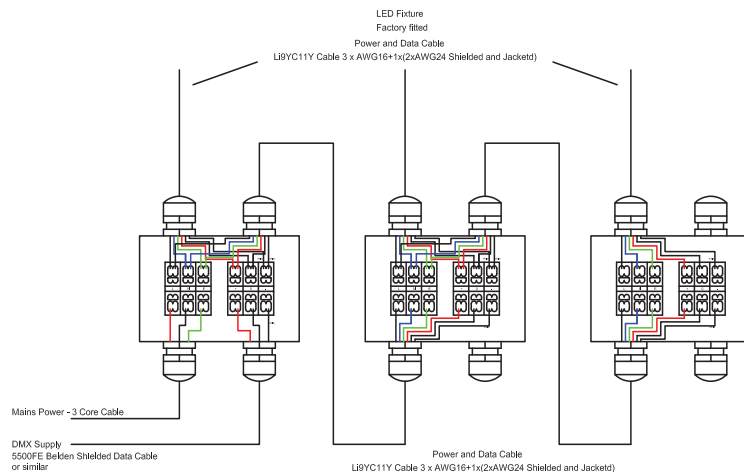 LED Fixture
Factory fitted
Power and Data Cable
Li9YC11Y Cable 3 x AWG16+1x(2xAWG24 Shielded and Jacketd)
Mains Power - 3 Core Cable
DMX Supply
5500FE Belden Shielded Data Cable
or similar
Power and Data Cable
Li9YC11Y Cable 3 x AWG16+1x(2xAWG24 Shielded and Jacketd)